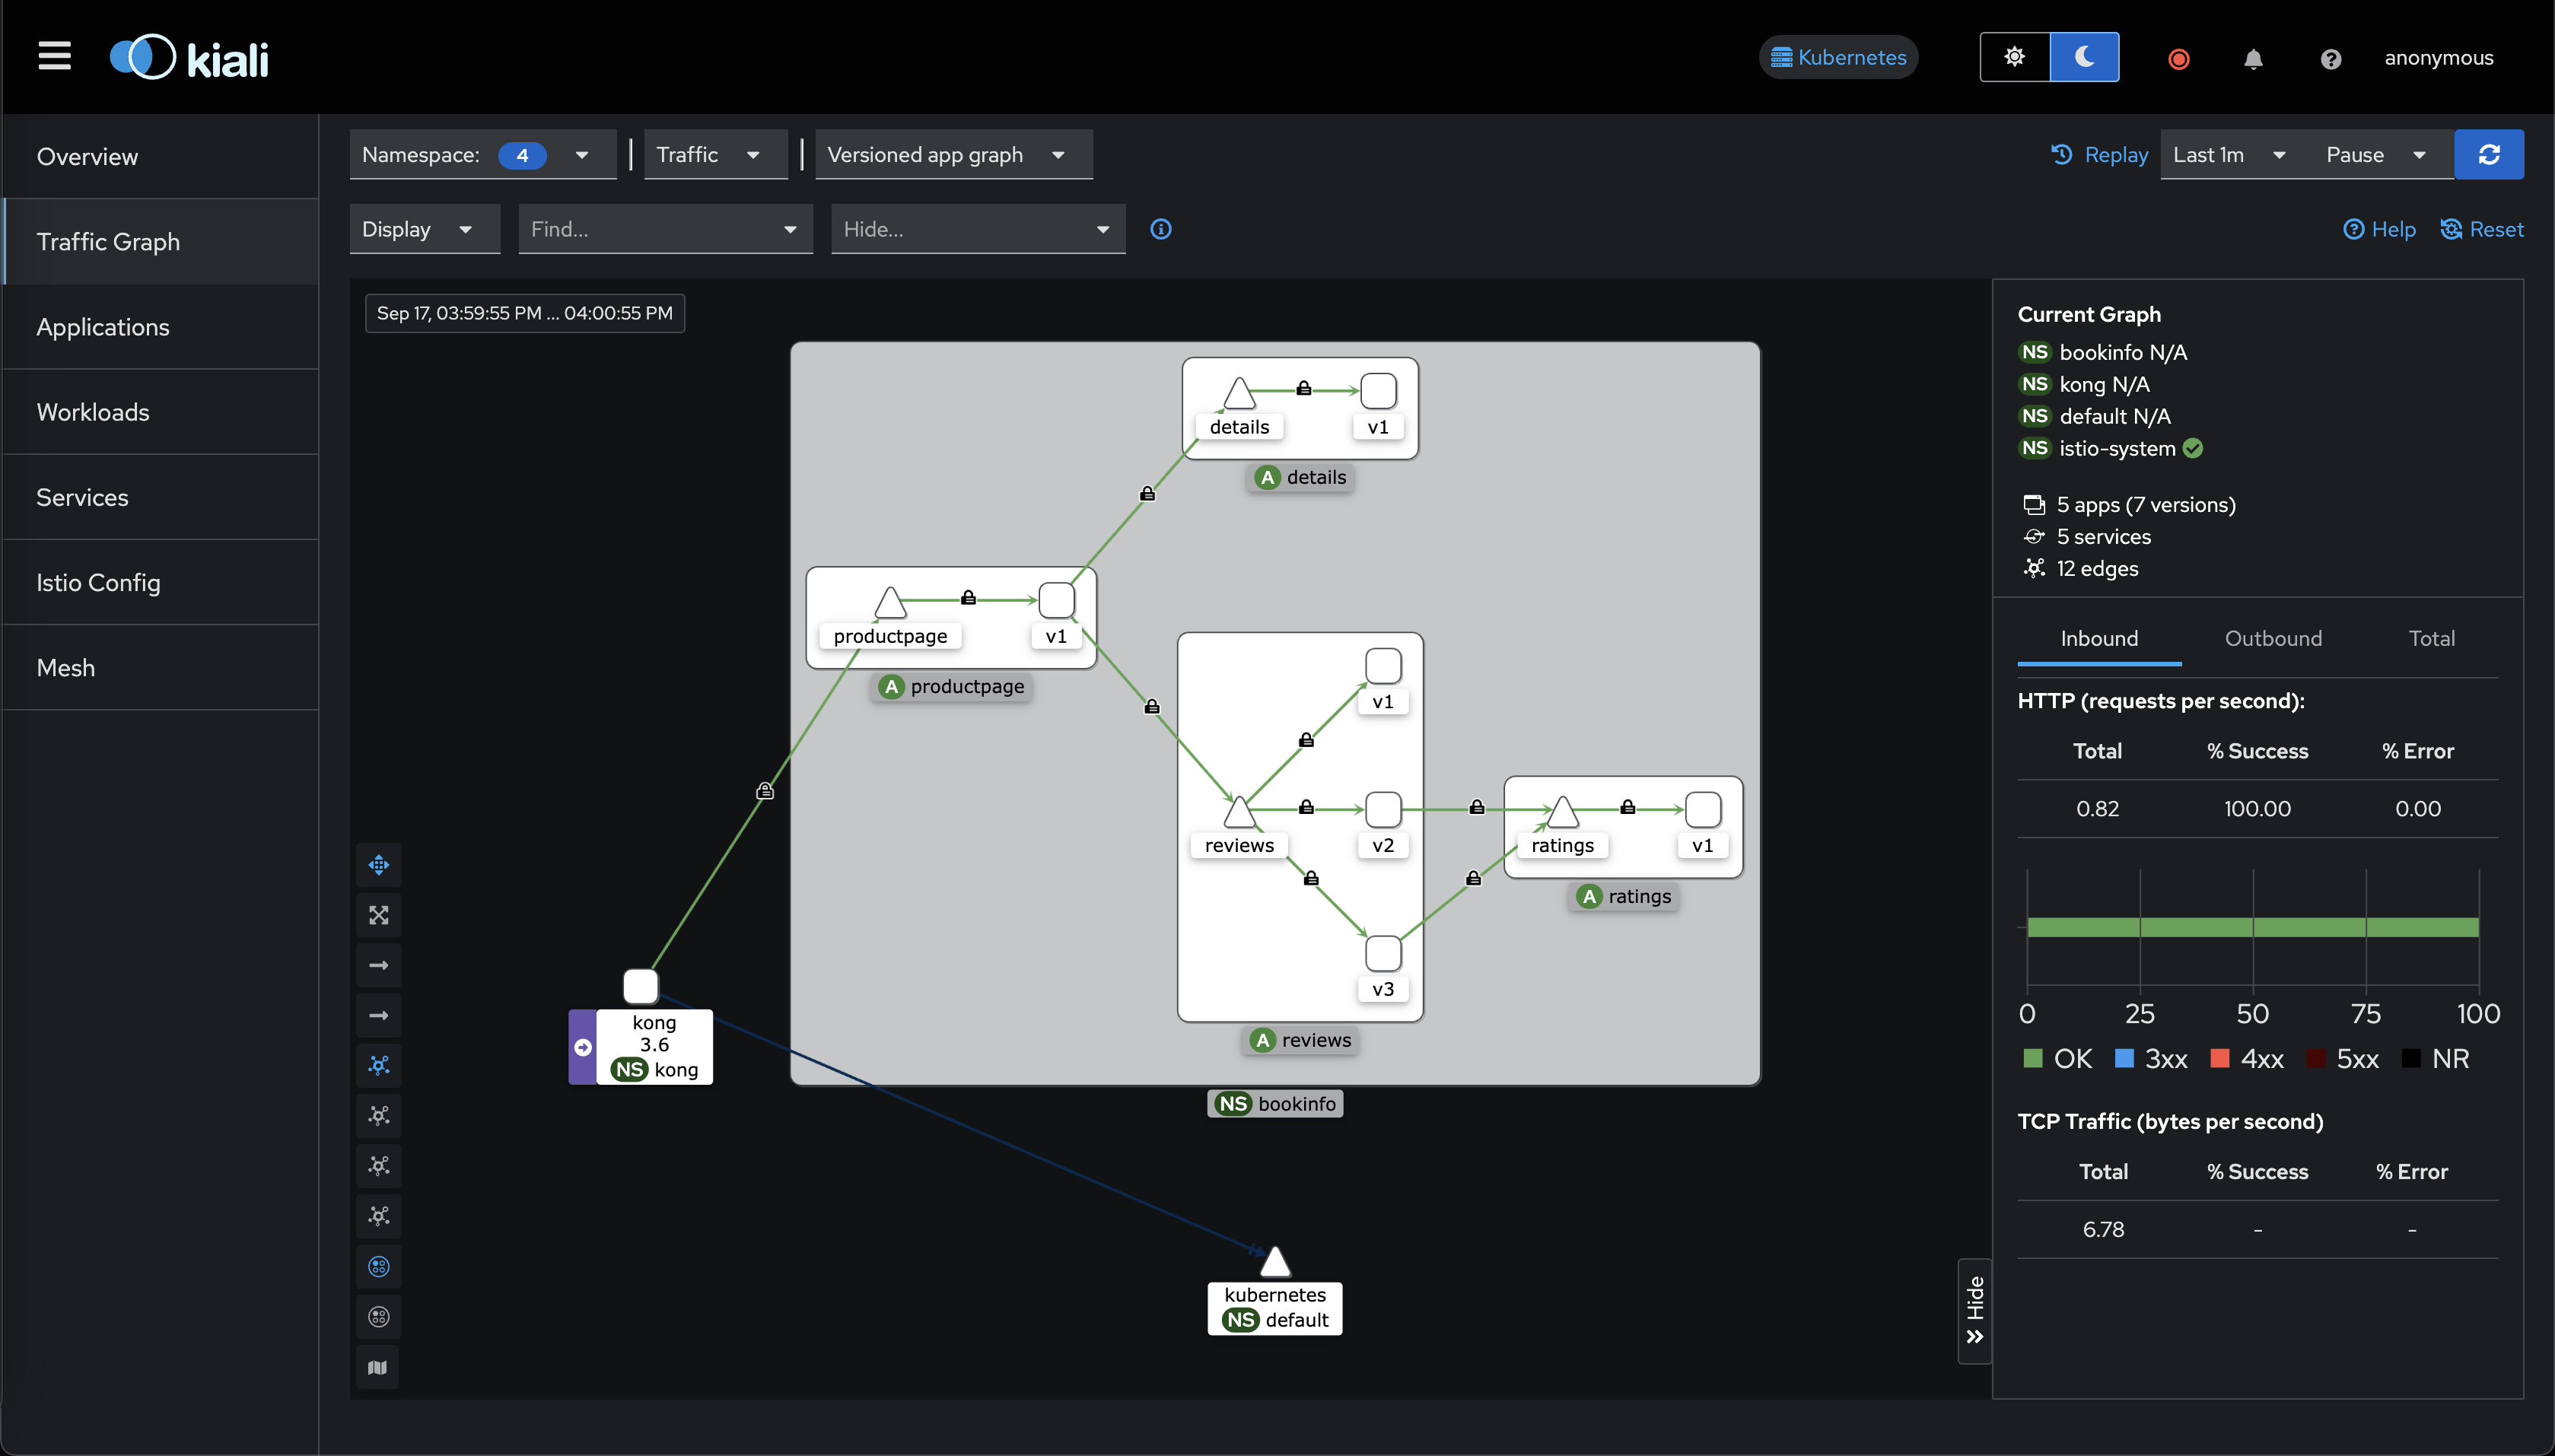 kiali
Kubernetes
anonymous
Overview
Traffic Graph
Applications
Workloads
Services
Istio Config
Mesh
Namespace: 4
Traffic
Versioned app graph
Replay
Last 1m
Pause
Display
Find...
Hide...
Help
Reset
Sep 17, 03:59:55 PM ... 04:00:55 PM
details
v1
A details
productpage
v1
A productpage
v1
reviews
v2
v3
A reviews
ratings
v1
A ratings
NS bookinfo
kong
3.6
NS kong
kubernetes
NS default
Hide
Current Graph
NS bookinfo N/A
NS kong N/A
NS default N/A
NS istio-system
5 apps (7 versions)
5 services
12 edges
Inbound
Outbound
Total
HTTP (requests per second):
Total % Success % Error
0.82 100.00 0.00
0 25 50 75 100
OK 3xx 4xx 5xx NR
TCP Traffic (bytes per second)
Total % Success % Error
6.78 - -